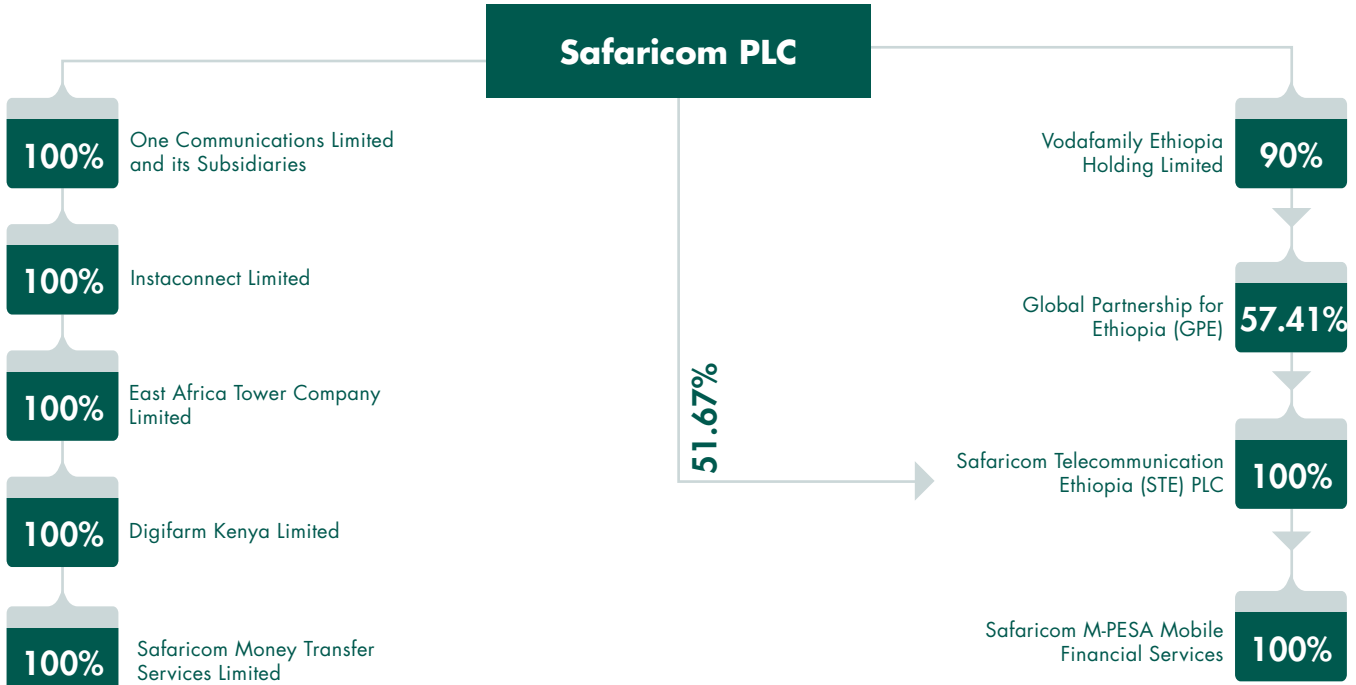 Safaricom PLC
100%
One Communications Limited
and its Subsidiaries
100%
Instaconnect Limited
100%
East Africa Tower Company
Limited
100%
Digifarm Kenya Limited
100%
Safaricom Money Transfer
Services Limited
51.67%
Vodafamily Ethiopia
Holding Limited
90%
Global Partnership for
Ethiopia (GPE)
57.41%
Safaricom Telecommunication
Ethiopia (STE) PLC
100%
Safaricom M-PESA Mobile
Financial Services
100%